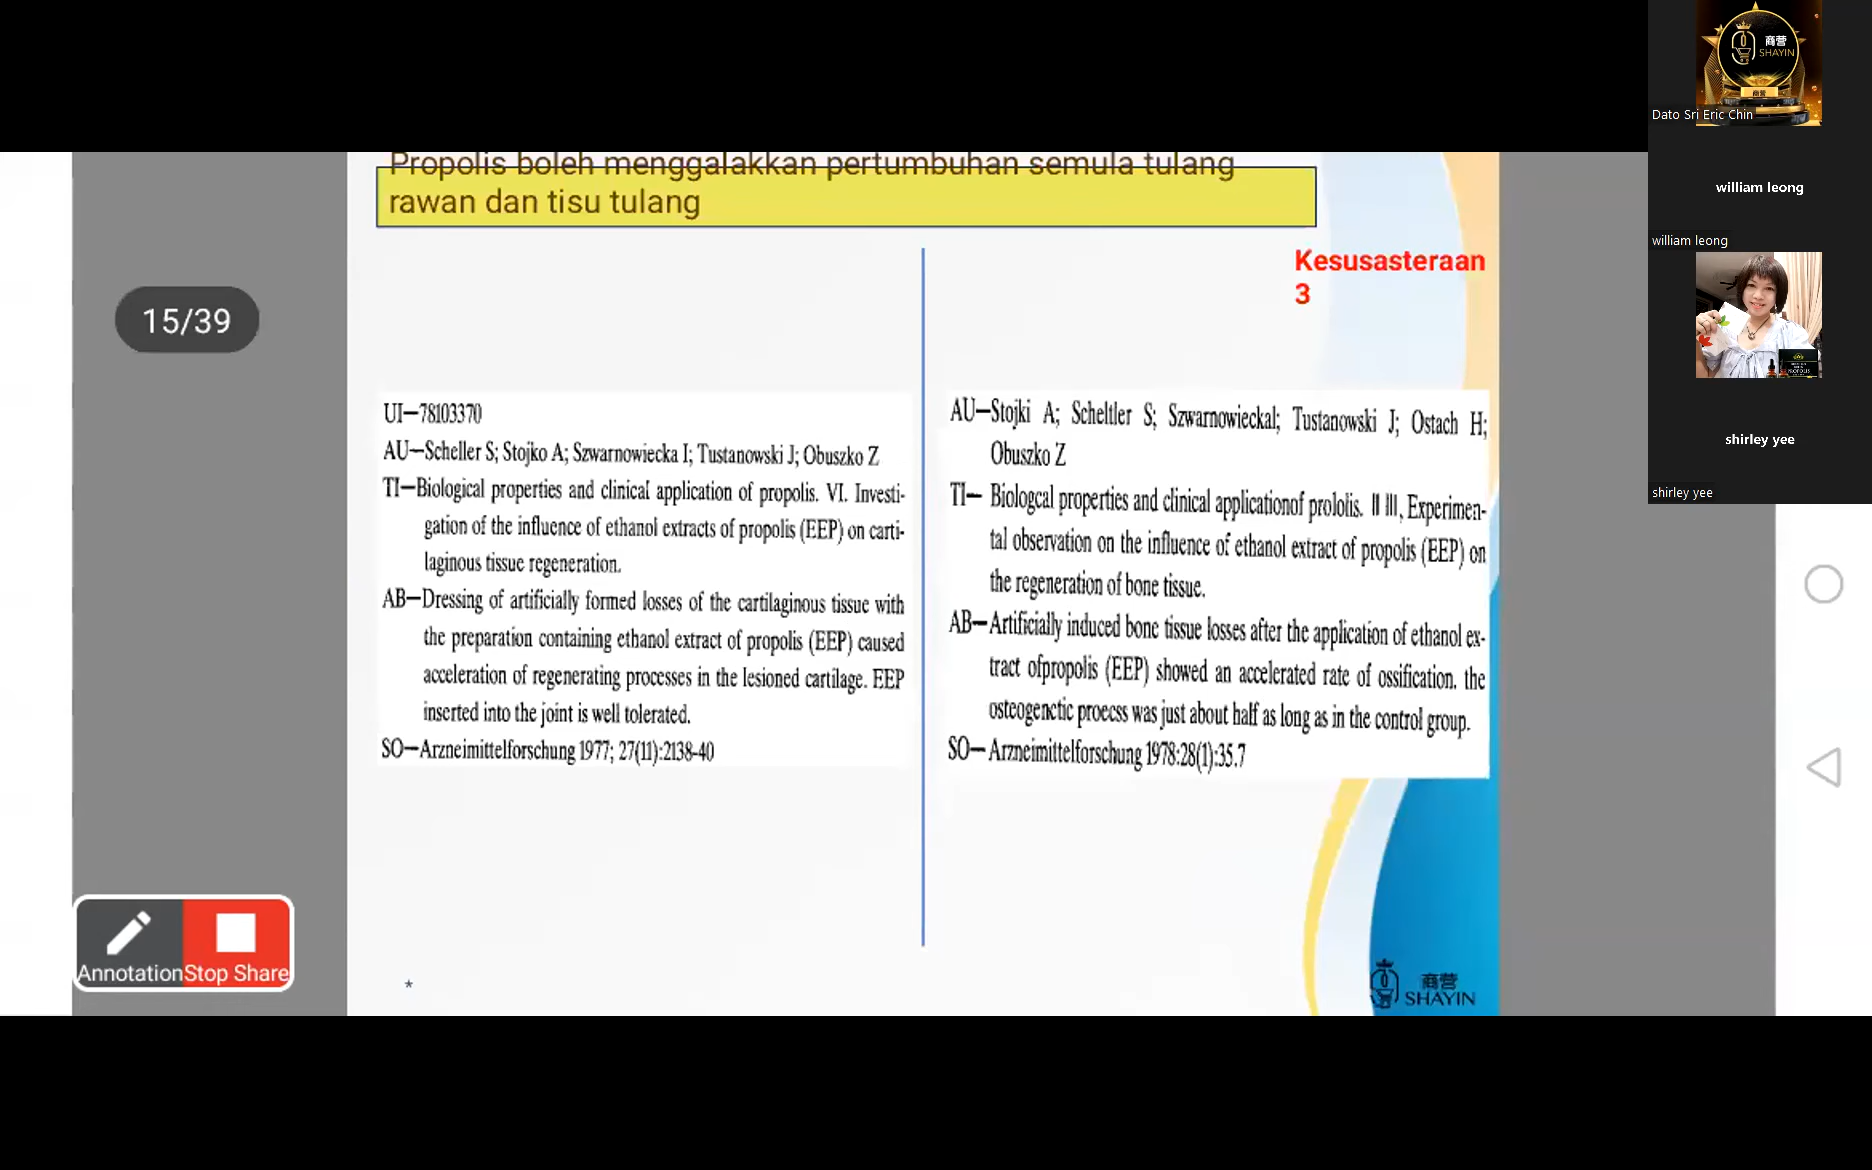 Propolis boleh menggalakkan pertumbuhan semula tulang
rawan dan tisu tulang
Kesusasteraan
3
15/39
UI—78103370
AU—Scheller S; Stojko A; Szwarnowiecka I; Tustanowski J; Obuszko Z
TI—Biological properties and clinical application of propolis. VI. Investi-
gation of the influence of ethanol extracts of propolis (EEP) on carti-
laginous tissue regeneration.
AB—Dressing of artificially formed losses of the cartilaginous tissue with
the preparation containing ethanol extract of propolis (EEP) caused
acceleration of regenerating processes in the lesioned cartilage. EEP
inserted into the joint is well tolerated.
SO—Arzneimittelforschung 1977; 27(11):2138-40
AU—Stojki A; Scheltler S; Szwarnowieckal; Tustanowski J; Ostach H;
Obuszko Z
TI— Biologcal properties and clinical applicationof prololis. II III, Experimen-
tal observation on the influence of ethanol extract of propolis (EEP) on
the regeneration of bone tissue.
AB—Artificially induced bone tissue losses after the application of ethanol ex-
tract ofpropolis (EEP) showed an accelerated rate of ossification. the
osteogenctic proecss was just about half as long as in the control group.
SO—Arzneimittelforschung 1978:28(1):35.7
Annotation
Stop Share
*
商营
SHAYIN
商营
SHAYIN
商营
Dato Sri Eric Chin
william leong
william leong
PROPOLIS
shirley yee
shirley yee